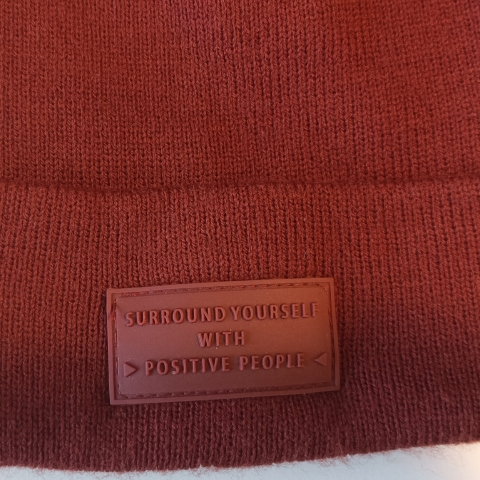 SURROUND YOURSELF
WITH
> POSITIVE PEOPLE <